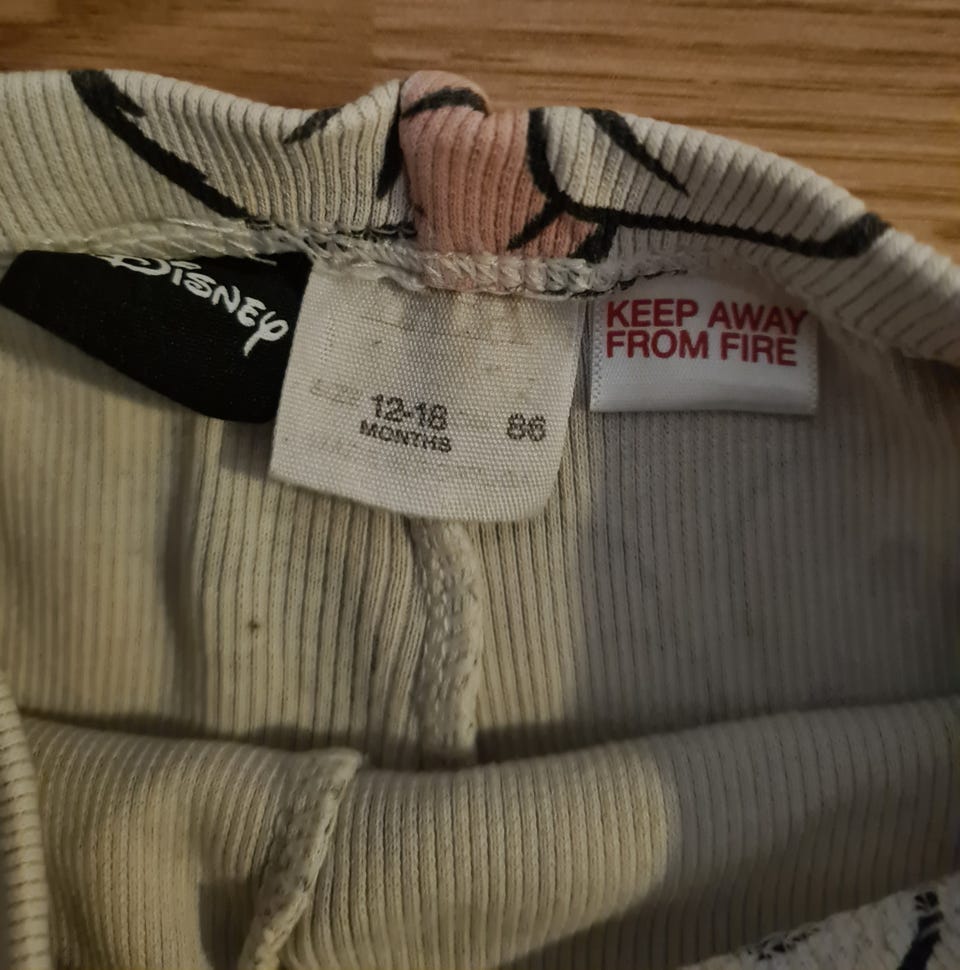 Disney
12-18 86
MONTHS
KEEP AWAY
FROM FIRE